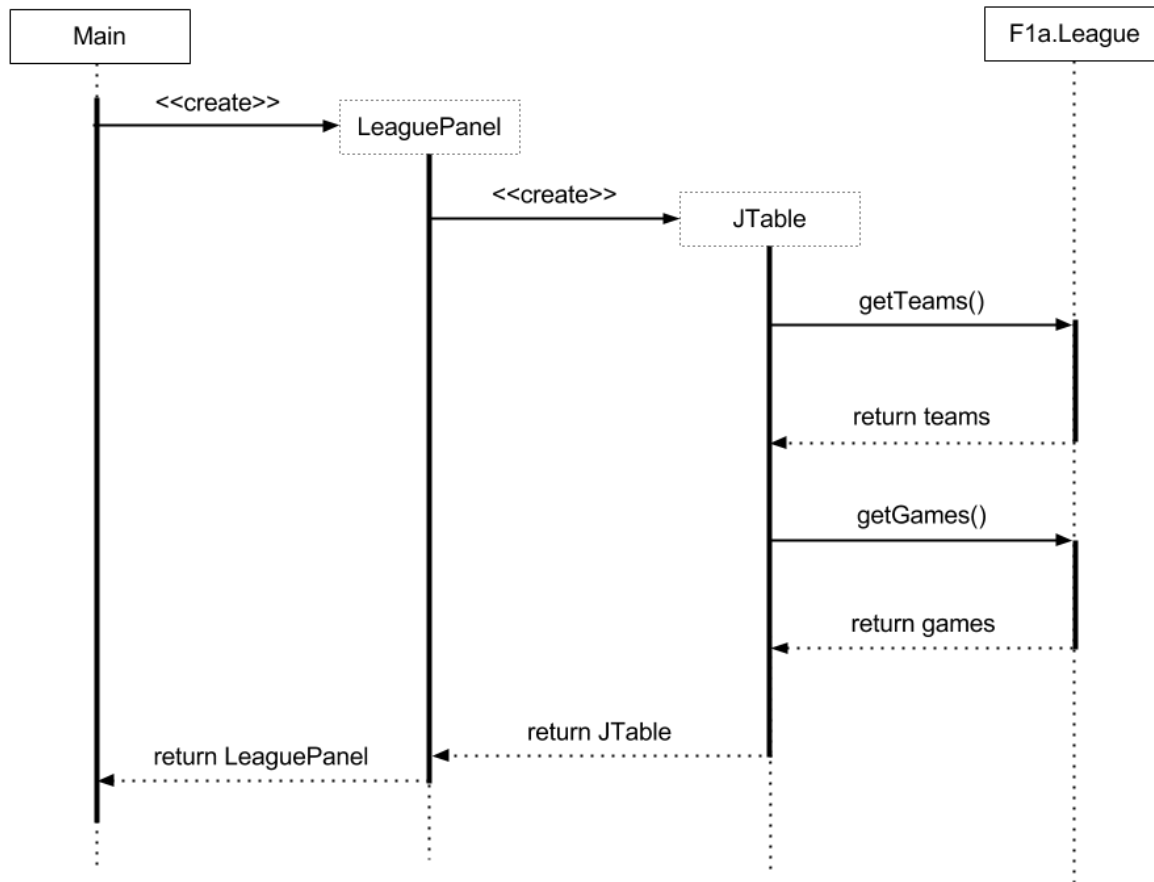 Main
F1a.League
<<create>>
LeaguePanel
<<create>>
JTable
getTeams()
return teams
getGames()
return games
return JTable
return LeaguePanel